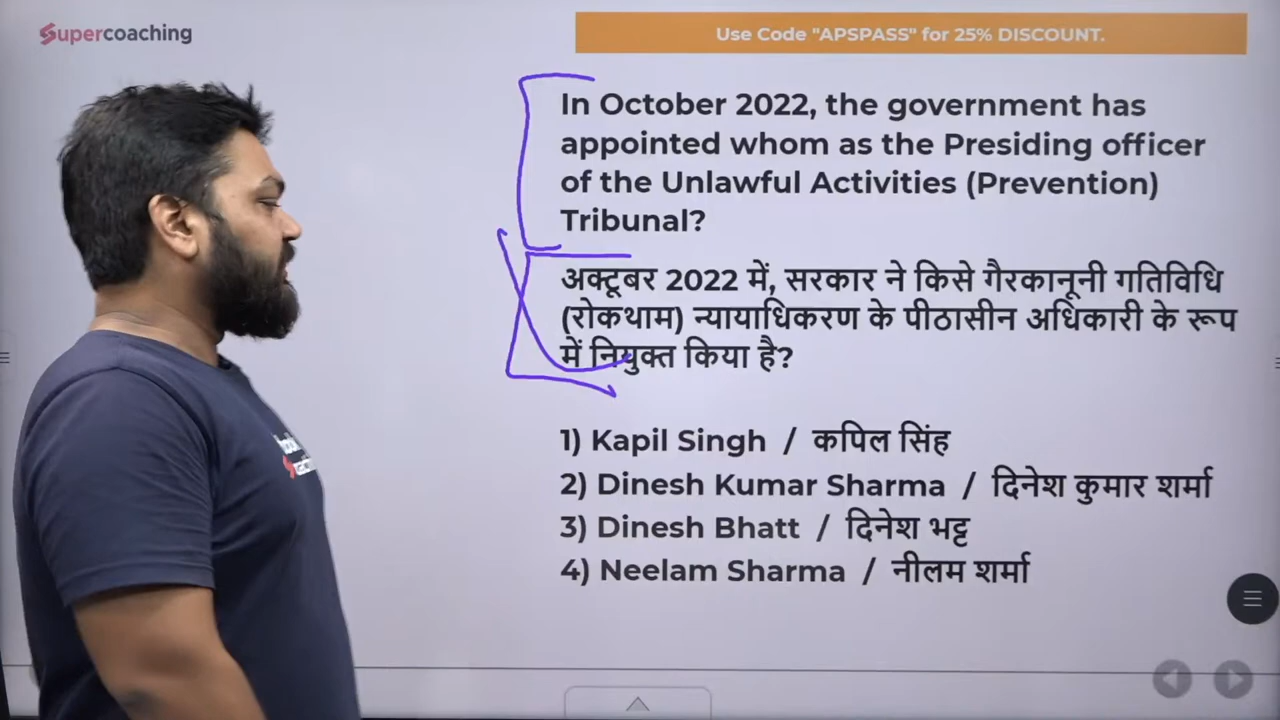 Supercoaching
Use Code "APSPASS" for 25% DISCOUNT.
In October 2022, the government has
appointed whom as the Presiding officer
of the Unlawful Activities (Prevention)
Tribunal?
अक्टूबर 2022 में, सरकार ने किसे गैरकानूनी गतिविधि
(रोकथाम) न्यायाधिकरण के पीठासीन अधिकारी के रूप
में नियुक्त किया है?
1) Kapil Singh / कपिल सिंह
2) Dinesh Kumar Sharma / दिनेश कुमार शर्मा
3) Dinesh Bhatt / दिनेश भट्ट
4) Neelam Sharma / नीलम शर्मा